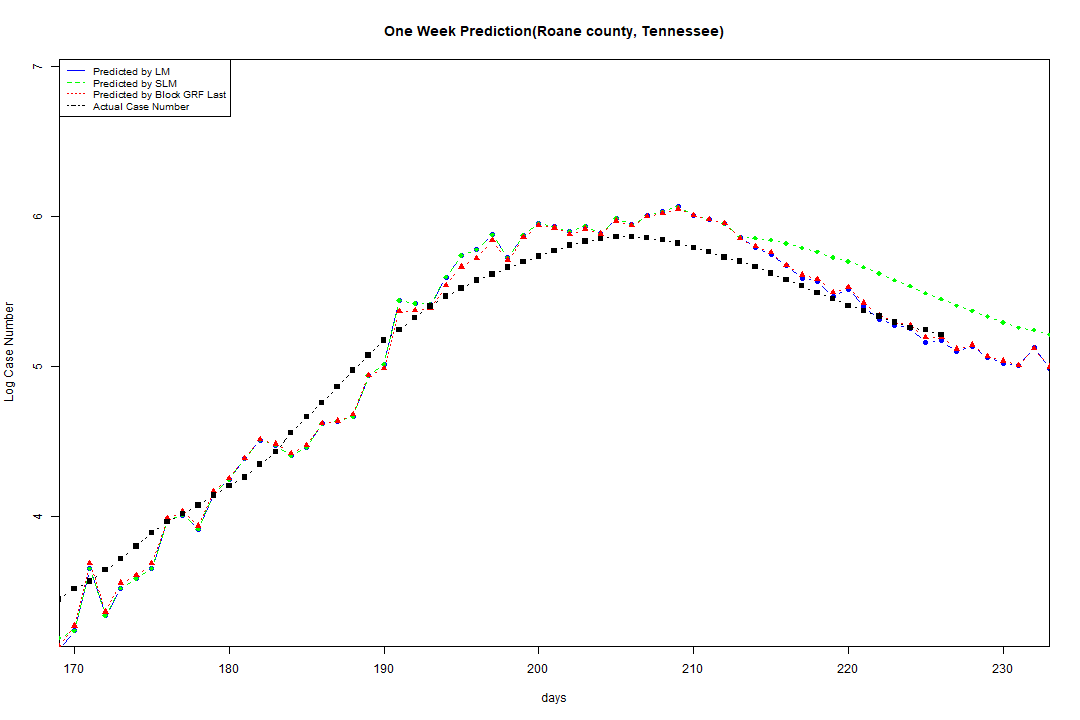 One Week Prediction(Roane county, Tennessee)
7
Predicted by LM
Predicted by SLM
Predicted by Block GRF Last
Actual Case Number
6
5
4
Log Case Number
170 180 190 200 210 220 230
days